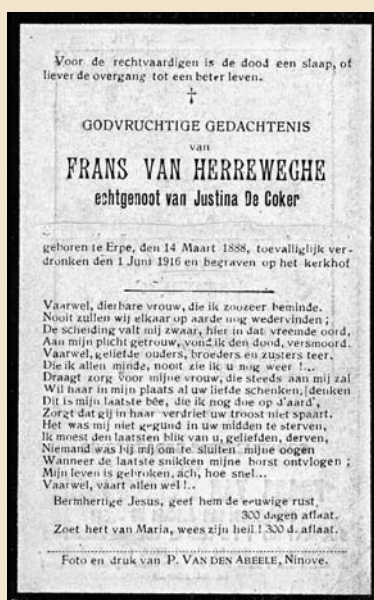 Voor de rechtvaardigen is de dood een slaap, of
liever de overgang tot een beter leven.
GODVRUCHTIGE GEDACHTENIS
van
FRANS VAN HERREWEGHE
echtgenoot van Justina De Coker
geboren te Erpe, den 14 Maart 1888, toevalliglijk ver-
dronken den 1 Juni 1916 en begraven op het kerkhof
Vaarwel, dierbare vrouw, die ik zoozeer beminde.
Nooit zullen wij elkaar op aarde nog wedervinden ;
De scheiding valt mij zwaar, hier in dat vreemde oord,
Aan mijn plicht getrouw, vond ik den dood, versmoord.
Vaarwel, geliefde ouders, broeders en zusters teer,
Die ik allen minde, nooit zie ik u nog weer !...
Draagt zorg voor mijne vrouw, die steeds aan mij zal
Wil haar in mijn plaats al uw liefde schenken, [denken
Dit is mijn laatste bêe, die ik nog doe op d'aard',
Zorgt dat gij in haar verdriet uw troost niet spaart.
Het was mij niet gegund in uw midden te sterven,
Ik moest den laatsten blik van u, geliefden, derven,
Niemand was bij mij om te sluiten mijne oogen
Wanneer de laatste snikken mijne borst ontvlogen ;
Mijn leven is gebroken, ach, hoe snel...
Vaarwel, vaart allen wel !..
Bermhertige Jesus, geef hem de eeuwige rust.
300 dagen aflaat.
Zoet hert van Maria, wees zijn heil ! 300 d. aflaat.
Foto en druk van P. VAN DEN ABEELE, Ninove.